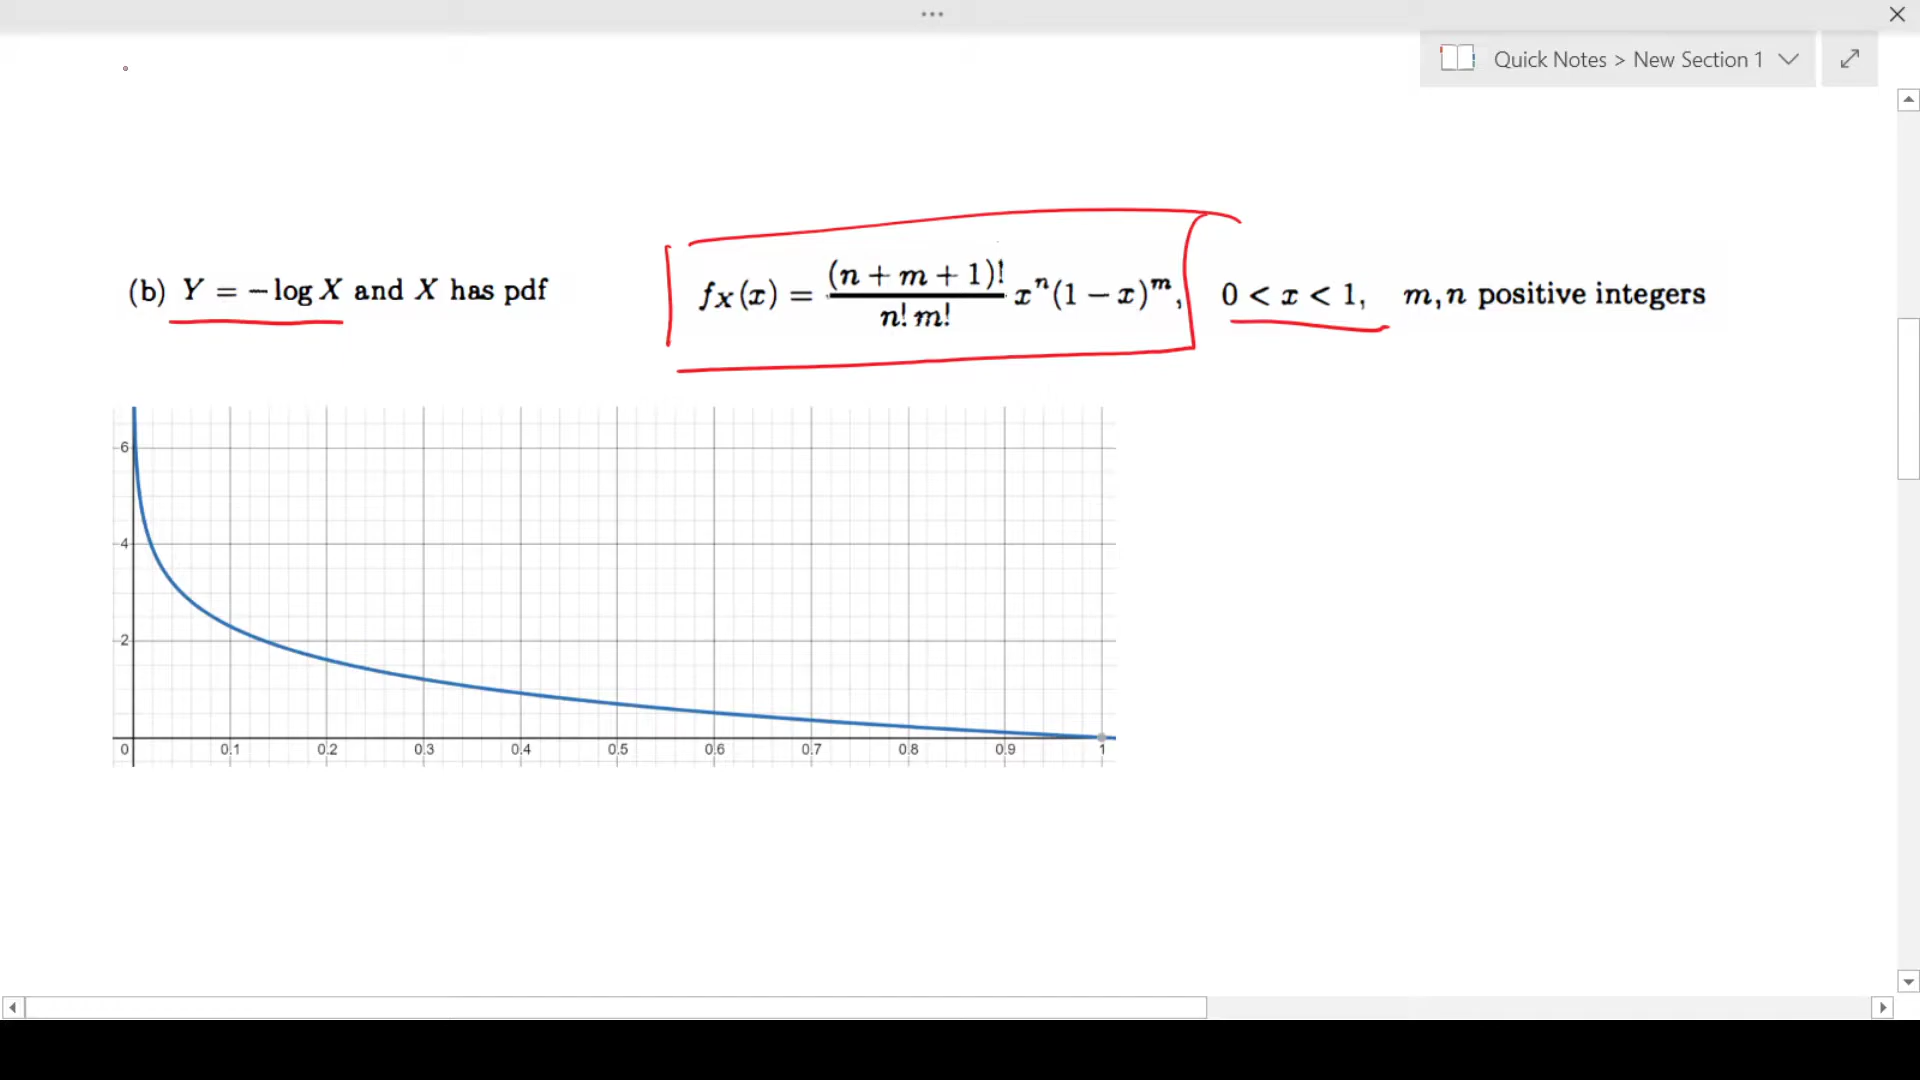 ...
Quick Notes > New Section 1
(b) Y = − log X and X has pdf f_X(x) = \frac{(n + m + 1)!}{n! m!} x^n (1 − x)^m, 0 < x < 1, m, n positive integers
6
4
2
0 0.1 0.2 0.3 0.4 0.5 0.6 0.7 0.8 0.9 1